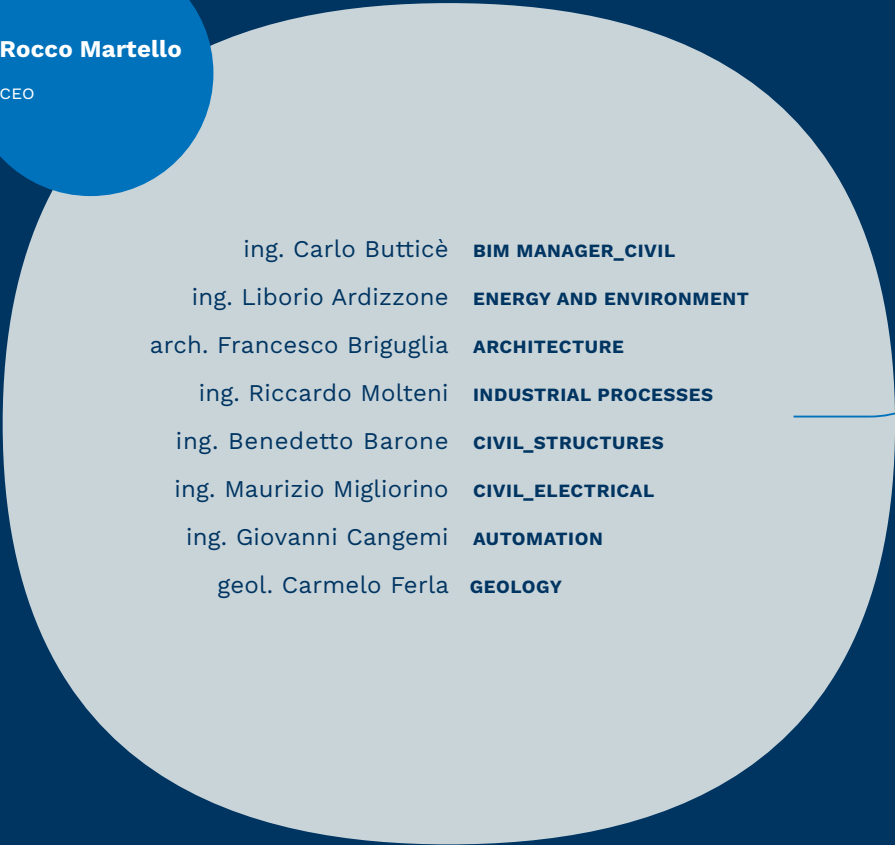 Rocco Martello
CEO
ing. Carlo Butticè BIM MANAGER_CIVIL
ing. Liborio Ardizzone ENERGY AND ENVIRONMENT
arch. Francesco Briguglia ARCHITECTURE
ing. Riccardo Molteni INDUSTRIAL PROCESSES
ing. Benedetto Barone CIVIL_STRUCTURES
ing. Maurizio Migliorino CIVIL_ELECTRICAL
ing. Giovanni Cangemi AUTOMATION
geol. Carmelo Ferla GEOLOGY